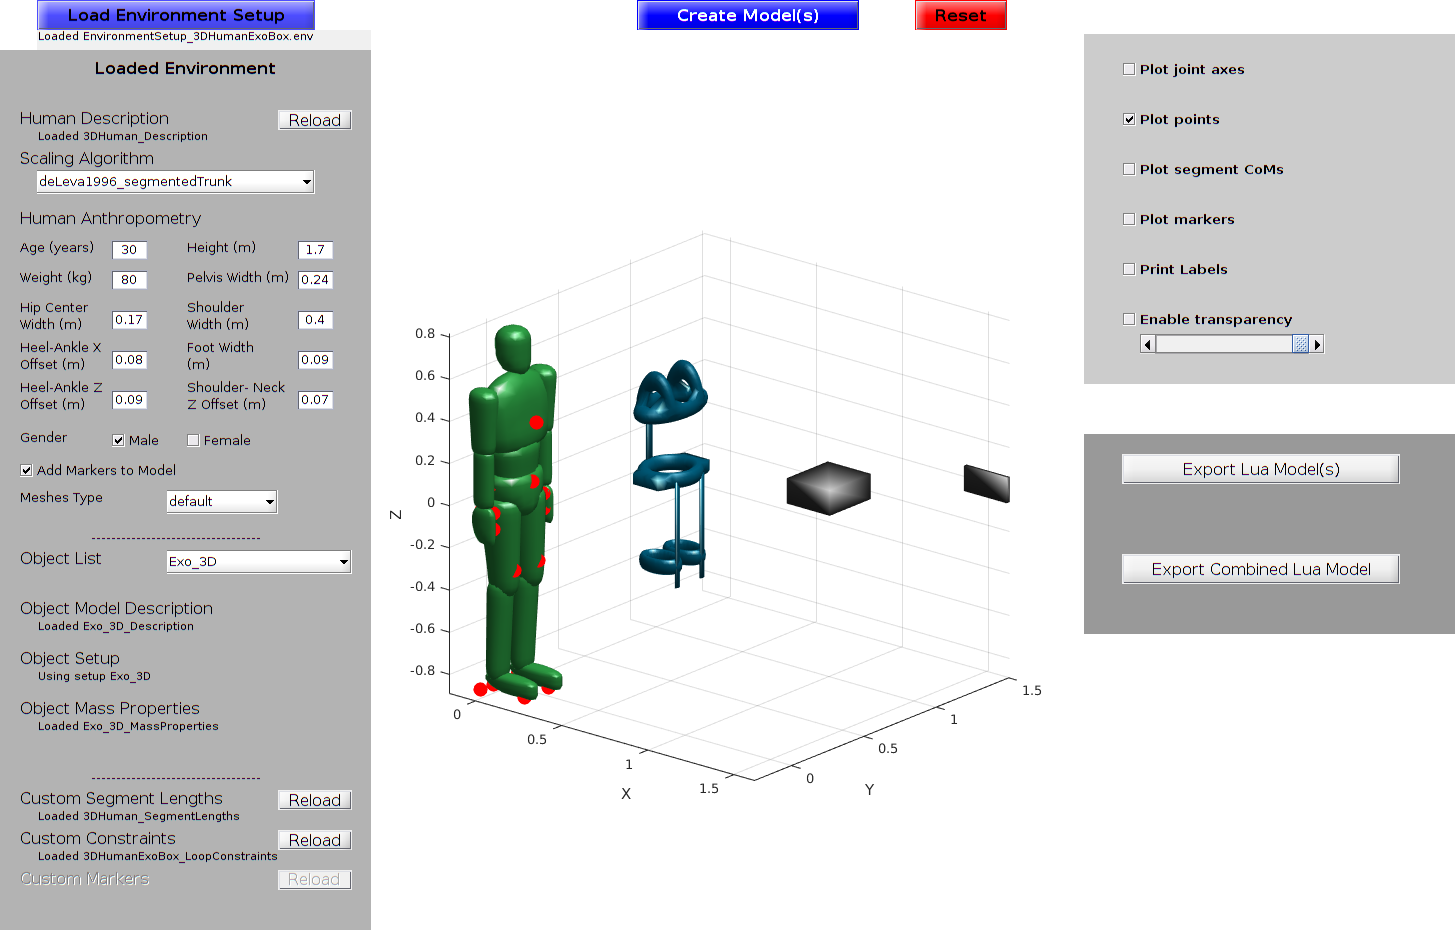 Load Environment Setup
Loaded EnvironmentSetup_3DHumanExoBox.env
Create Model(s)
Reset
Loaded Environment
Human Description
Reload
Loaded 3DHuman_Description
Scaling Algorithm
deLeva1996_segmentedTrunk
Human Anthropometry
Age (years) 30 Height (m) 1.7
Weight (kg) 80 Pelvis Width (m) 0.24
Hip Center
Width (m) 0.17
Shoulder
Width (m) 0.4
Heel-Ankle X
Offset (m) 0.08
Foot Width
(m) 0.09
Heel-Ankle Z
Offset (m) 0.09
Shoulder- Neck
Z Offset (m) 0.07
Gender Male Female
Add Markers to Model
Meshes Type default
--------------------------------
Object List Exo_3D
Object Model Description
Loaded Exo_3D_Description
Object Setup
Using setup Exo_3D
Object Mass Properties
Loaded Exo_3D_MassProperties
--------------------------------
Custom Segment Lengths Reload
Loaded 3DHuman_SegmentLengths
Custom Constraints Reload
Loaded 3DHumanExoBox_LoopConstraints
Custom Markers Reload
0.8
0.6
0.4
0.2
0
-0.2
-0.4
-0.6
-0.8
Z
0
0.5
1
1.5
X
0
0.5
1
1.5
Y
Plot joint axes
Plot points
Plot segment CoMs
Plot markers
Print Labels
Enable transparency
Export Lua Model(s)
Export Combined Lua Model